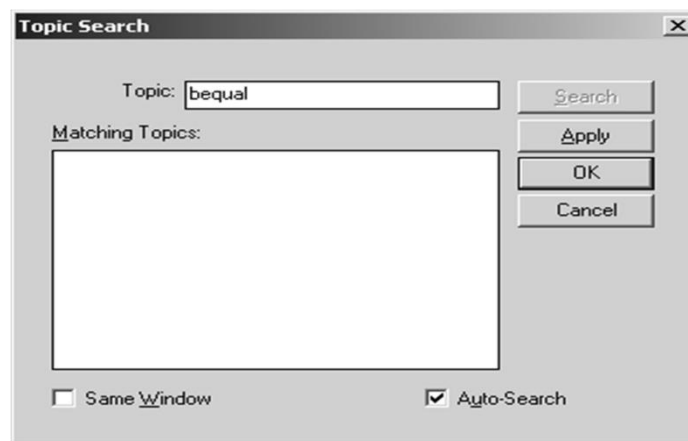 Topic Search
Topic: bequal
Search
Matching Topics:
Apply
OK
Cancel
Same Window
Auto-Search